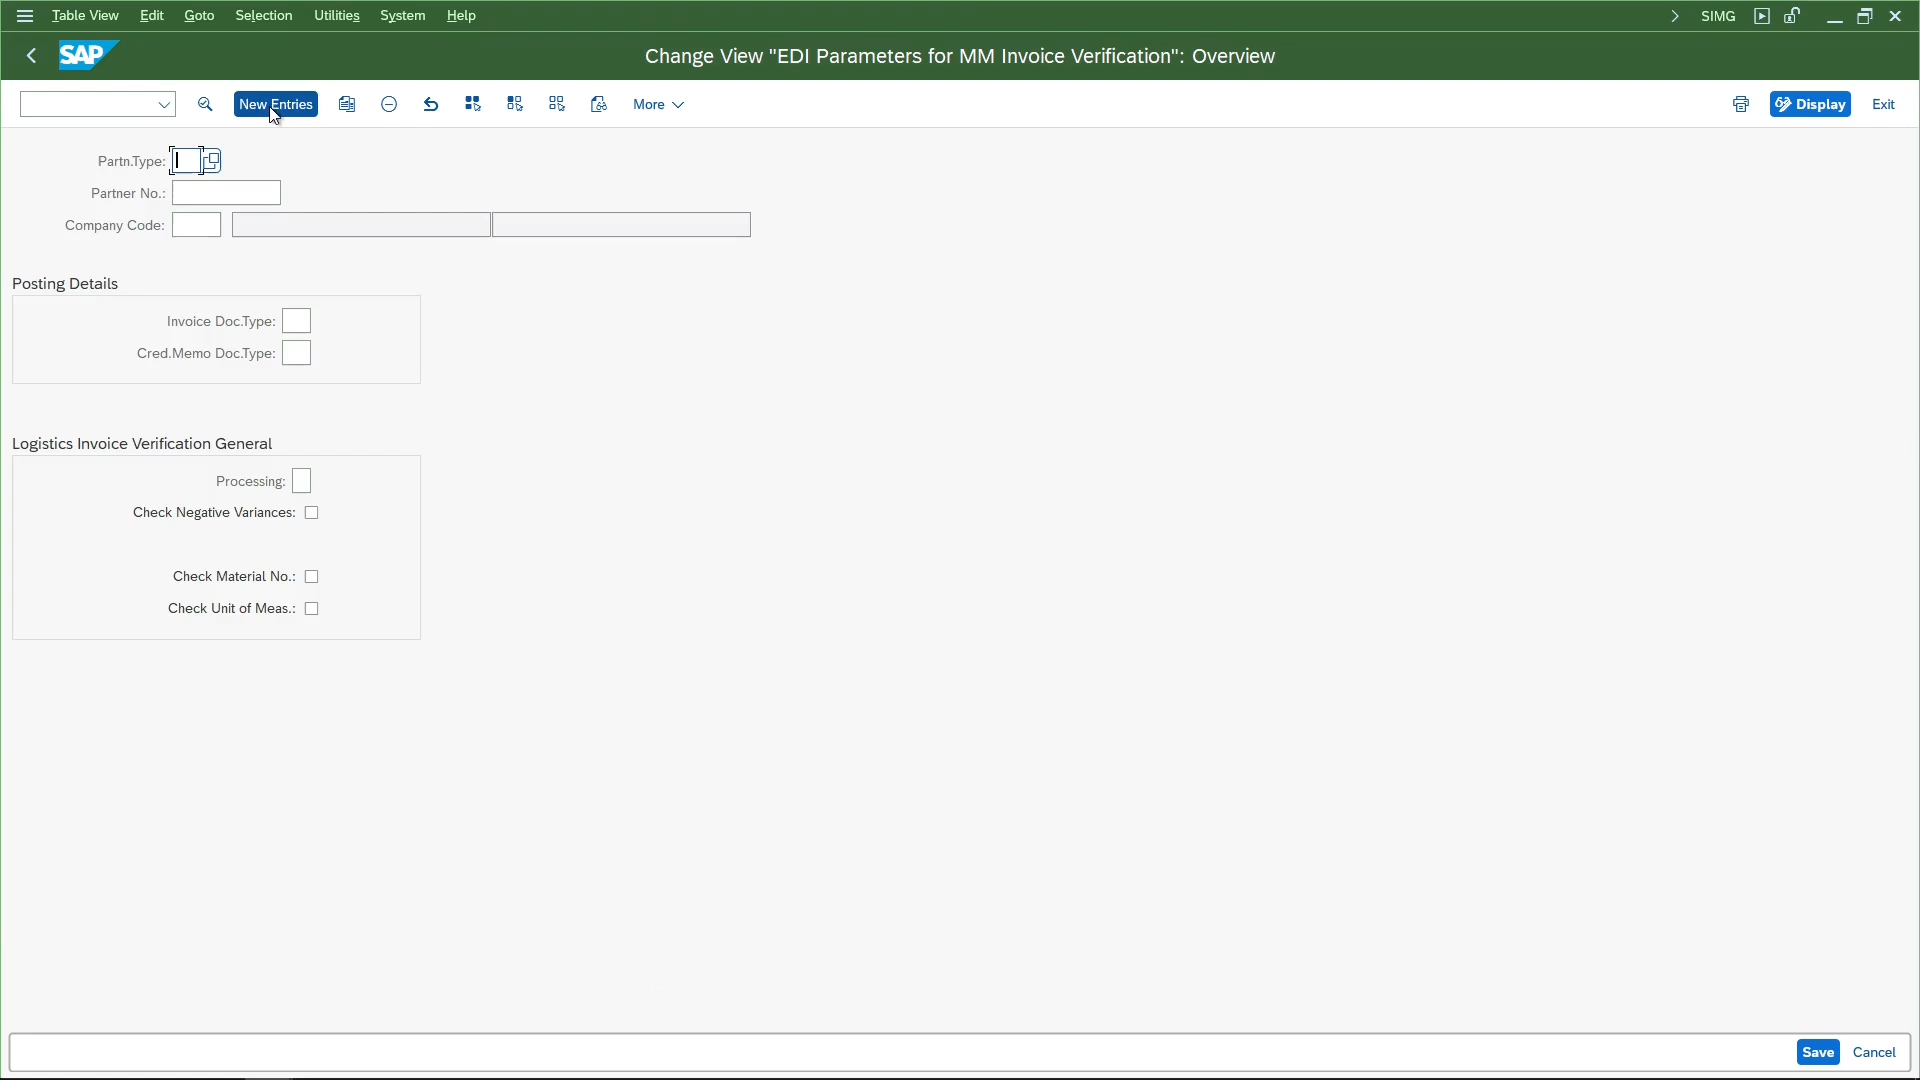 Table View Edit Goto Selection Utilities System Help SIMG
SAP Change View "EDI Parameters for MM Invoice Verification": Overview
New Entries More Display Exit
Partn.Type:
Partner No.:
Company Code:
Posting Details
Invoice Doc.Type:
Cred.Memo Doc.Type:
Logistics Invoice Verification General
Processing:
Check Negative Variances:
Check Material No.:
Check Unit of Meas.:
Save Cancel